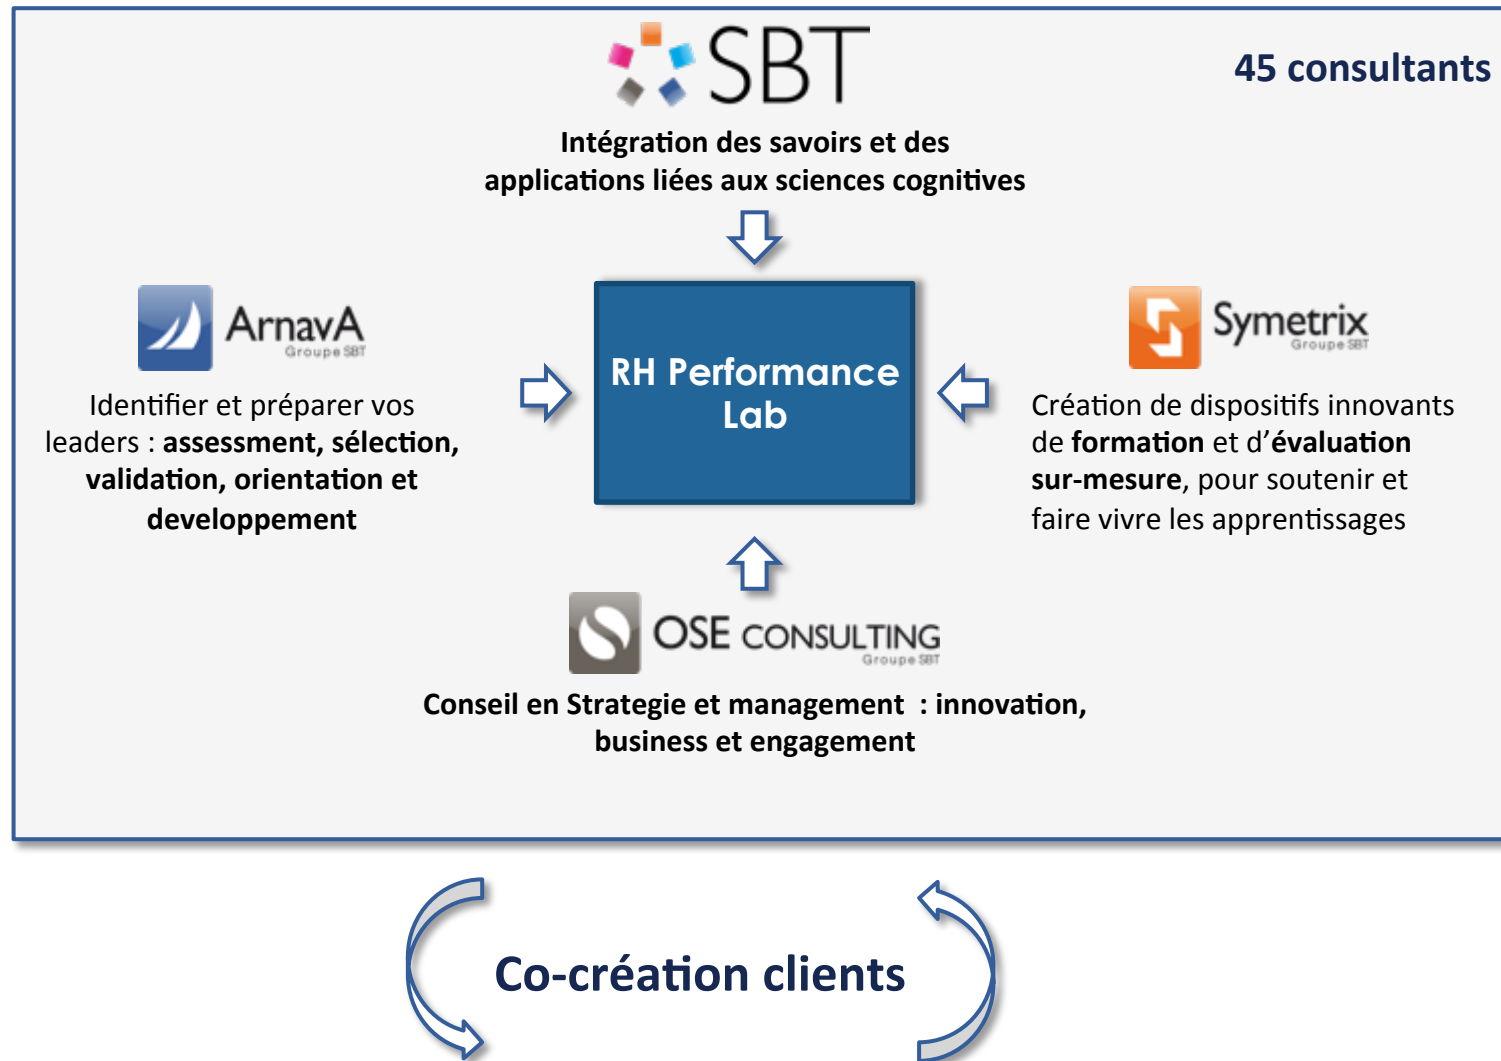 SBT
45 consultants
Intégration des savoirs et des
applications liées aux sciences cognitives
ArnavA
Groupe SBT
Identifier et préparer vos
leaders : assessment, sélection,
validation, orientation et
developpement
RH Performance
Lab
Symetrix
Groupe SBT
Création de dispositifs innovants
de formation et d'évaluation
sur-mesure, pour soutenir et
faire vivre les apprentissages
OSE CONSULTING
Groupe SBT
Conseil en Strategie et management  : innovation,
business et engagement
Co-création clients